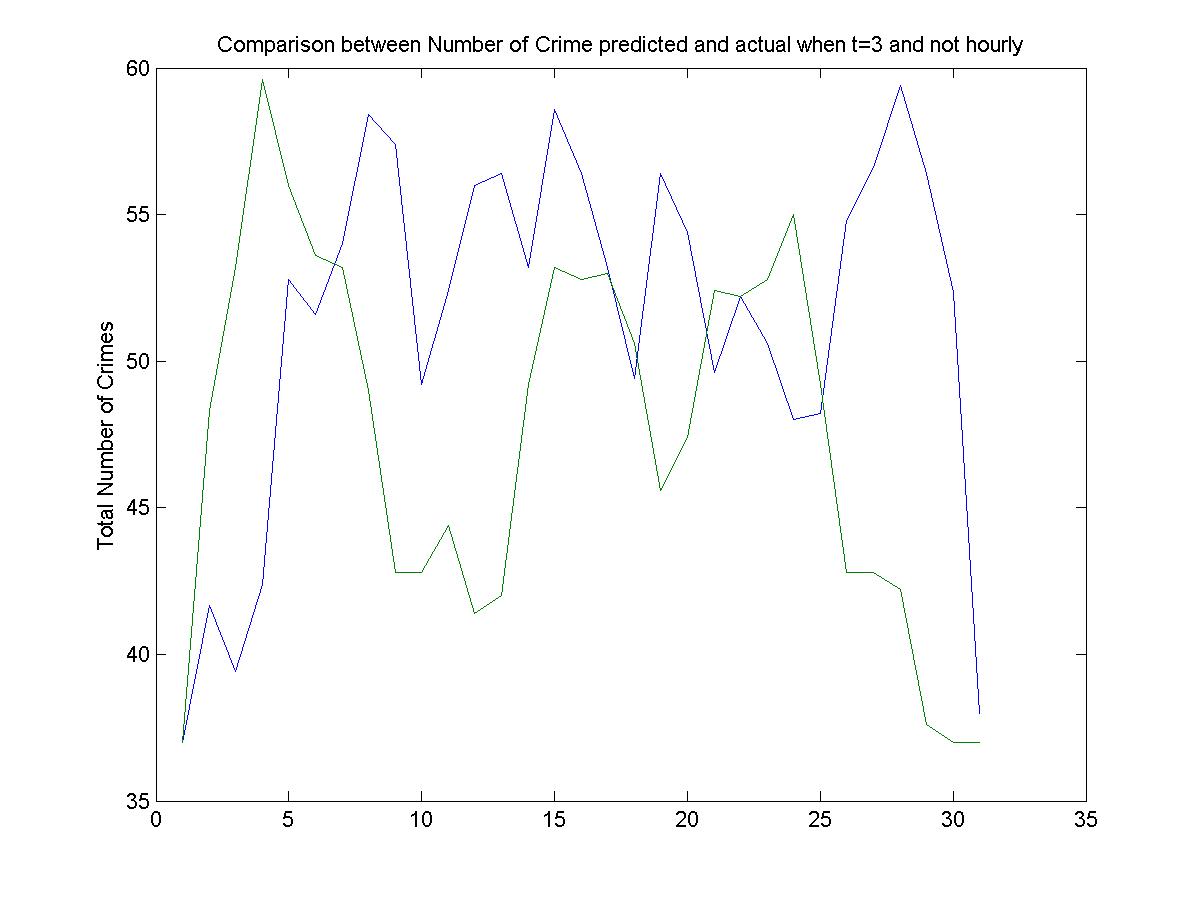 Comparison between Number of Crime predicted and actual when t=3 and not hourly
60
55
50
45
40
35
Total Number of Crimes
0 5 10 15 20 25 30 35